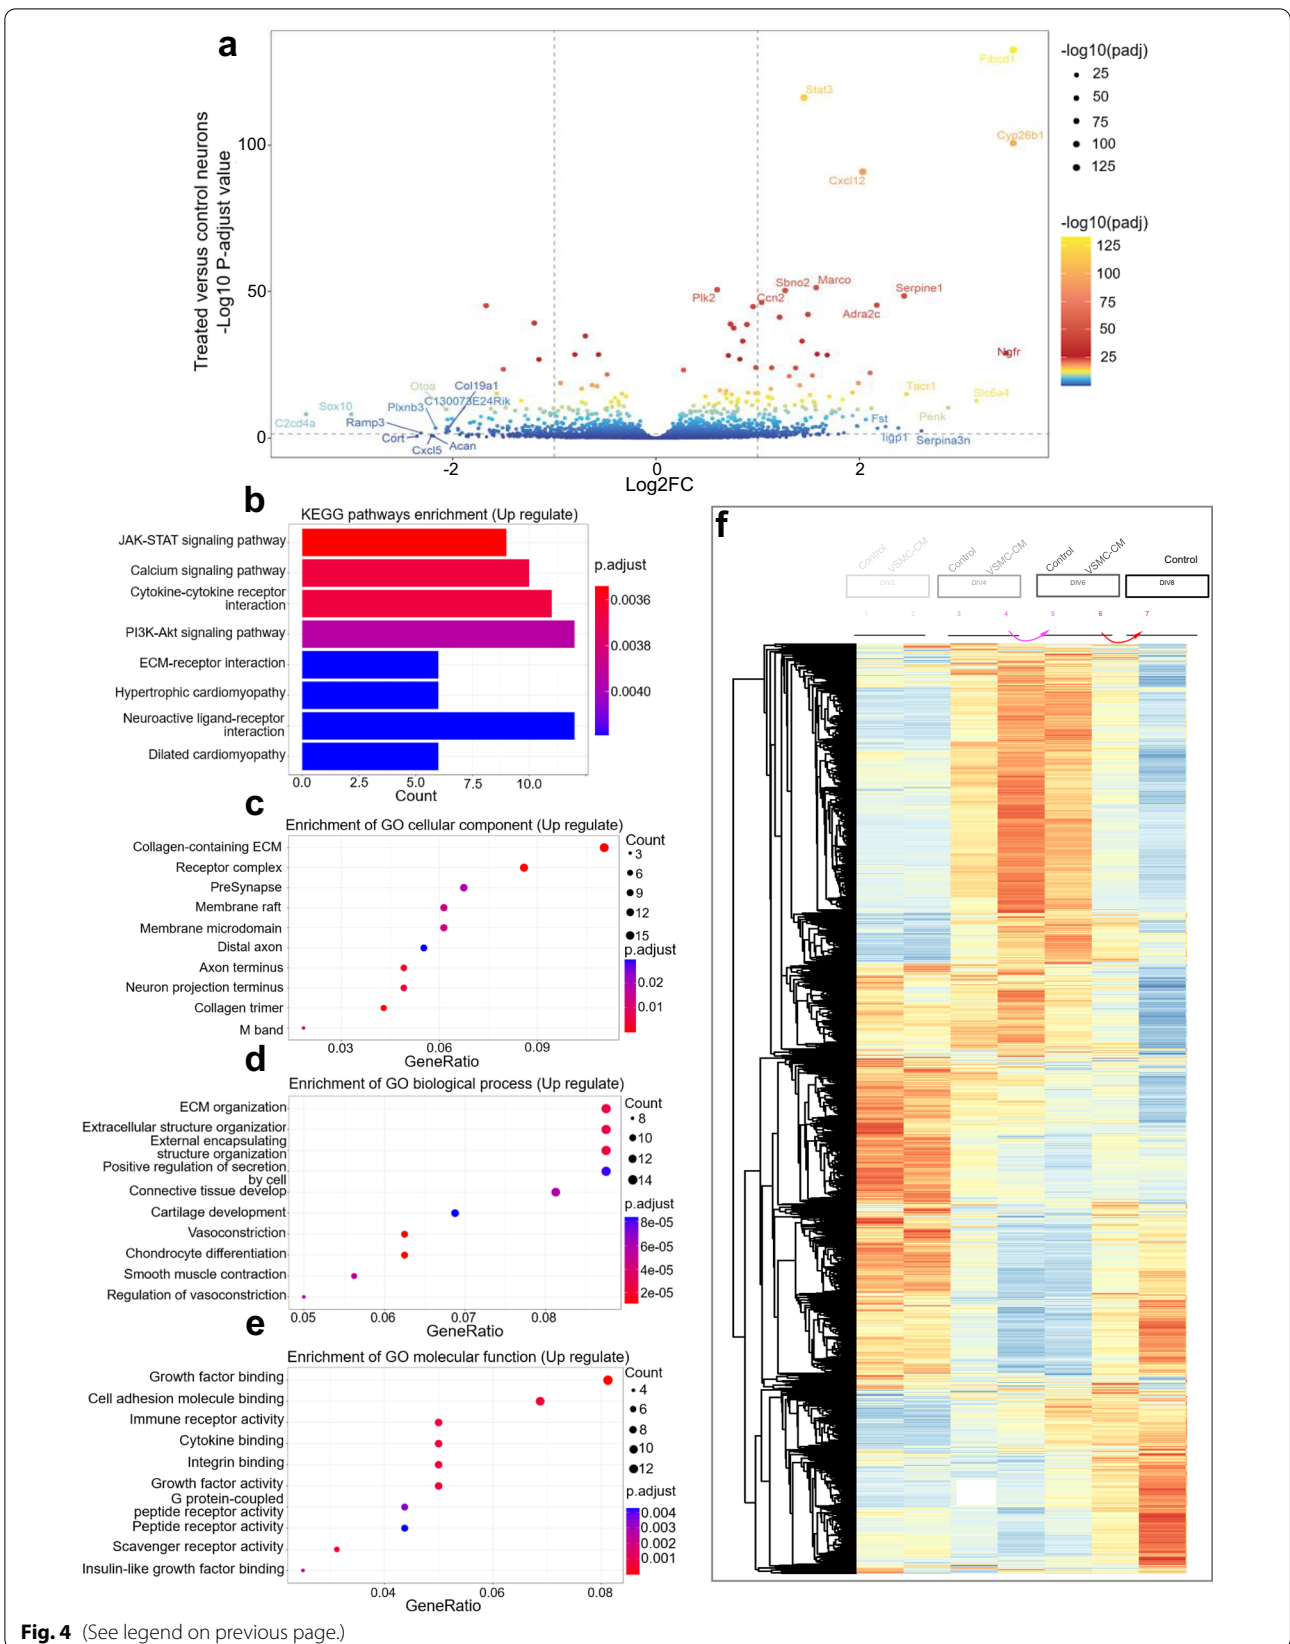 a
Treated versus control neurons
-Log10 P-adjust value
100
50
0
-2
0
2
Log2FC
Fibcd1
Stat3
Cyp26b1
Cxcl12
Sbno2
Marco
Plk2
Ccn2
Serpine1
Adra2c
Ngfr
Otoa
Col19a1
Tacr1
Slc6a4
Sox10
Plxnb3
C130073E24Rik
Penk
C2cd4a
Ramp3
Fst
Cort
Acan
Iigp1
Serpina3n
Cxcl5
-log10(padj)
25
50
75
100
125
-log10(padj)
125
100
75
50
25
b
KEGG pathways enrichment (Up regulate)
JAK-STAT signaling pathway
Calcium signaling pathway
Cytokine-cytokine receptor
interaction
PI3K-Akt signaling pathway
ECM-receptor interaction
Hypertrophic cardiomyopathy
Neuroactive ligand-receptor
interaction
Dilated cardiomyopathy
0.0 2.5 5.0 7.5 10.0
Count
p.adjust
0.0036
0.0038
0.0040
c
Enrichment of GO cellular component (Up regulate)
Collagen-containing ECM
Receptor complex
PreSynapse
Membrane raft
Membrane microdomain
Distal axon
Axon terminus
Neuron projection terminus
Collagen trimer
M band
0.03 0.06 0.09
GeneRatio
Count
3
6
9
12
15
p.adjust
0.02
0.01
d
Enrichment of GO biological process (Up regulate)
ECM organization
Extracellular structure organizatior
External encapsulating
structure organization
Positive regulation of secretion
by cell
Connective tissue develop
Cartilage development
Vasoconstriction
Chondrocyte differentiation
Smooth muscle contraction
Regulation of vasoconstriction
0.05 0.06 0.07 0.08
GeneRatio
Count
8
10
12
14
p.adjust
8e-05
6e-05
4e-05
2e-05
e
Enrichment of GO molecular function (Up regulate)
Growth factor binding
Cell adhesion molecule binding
Immune receptor activity
Cytokine binding
Integrin binding
Growth factor activity
G protein-coupled
peptide receptor activity
Peptide receptor activity
Scavenger receptor activity
Insulin-like growth factor binding
0.04 0.06 0.08
GeneRatio
Count
4
6
8
10
12
p.adjust
0.004
0.003
0.002
0.001
f
Control VSMC-CM Control VSMC-CM Control VSMC-CM Control
DIV2 DIV4 DIV6 DIV8
1 2 3 4 5 6 7
Fig. 4 (See legend on previous page.)